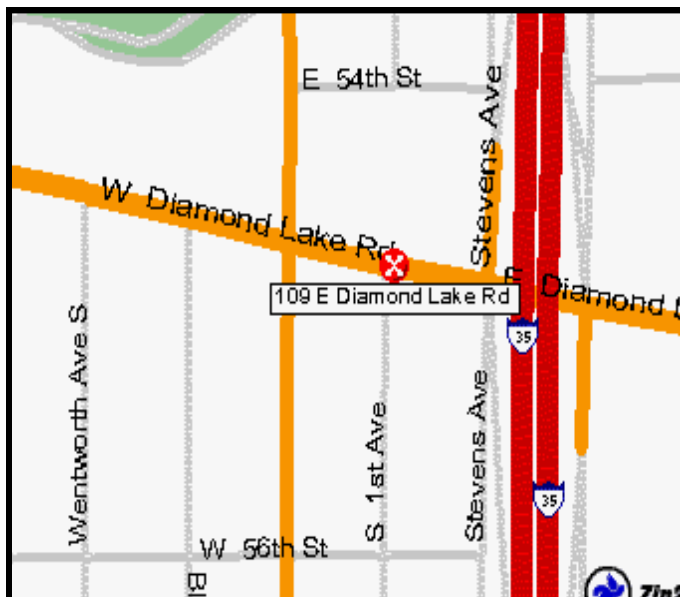 E 54th St
Stevens Ave
W Diamond Lake Rd
109 E Diamond Lake Rd
E Diamond
35
Wentworth Ave S
S 1st Ave
Stevens Ave
35
W 56th St